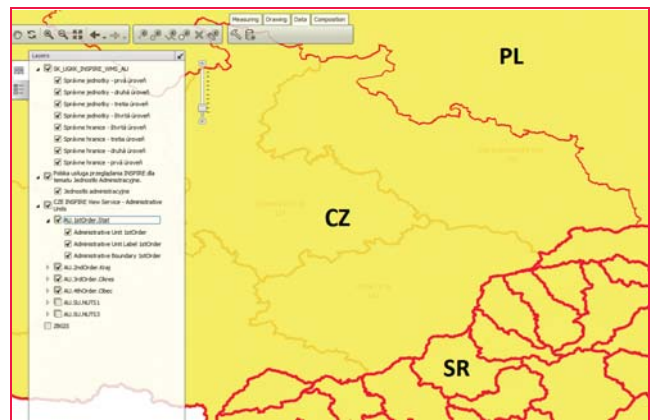 Measuring Drawing Data Composition
Layers
SK_UGKK_INSPIRE_WMS_AU
Správne jednotky - prvá úroveň
Správne jednotky - druhá úroveň
Správne jednotky - tretia úroveň
Správne jednotky - štvrtá úroveň
Správne hranice - štvrtá úroveň
Správne hranice - tretia úroveň
Správne hranice - druhá úroveň
Správne hranice - prvá úroveň
Polska usługa przeglądania INSPIRE dla
tematu Jednostki Administracyjne.
Jednostki administracyjne
CZE INSPIRE View Service - Administrative
Units
AU.1stOrder.Stat
Administrative Unit 1stOrder
Administrative Unit Label 1stOrder
Administrative Boundary 1stOrder
AU.2ndOrder.Kraj
AU.3rdOrder.Okres
AU.4thOrder.Obec
AU.SU.NUTS1
AU.SU.NUTS3
ZBGIS
PL
CZ
SR